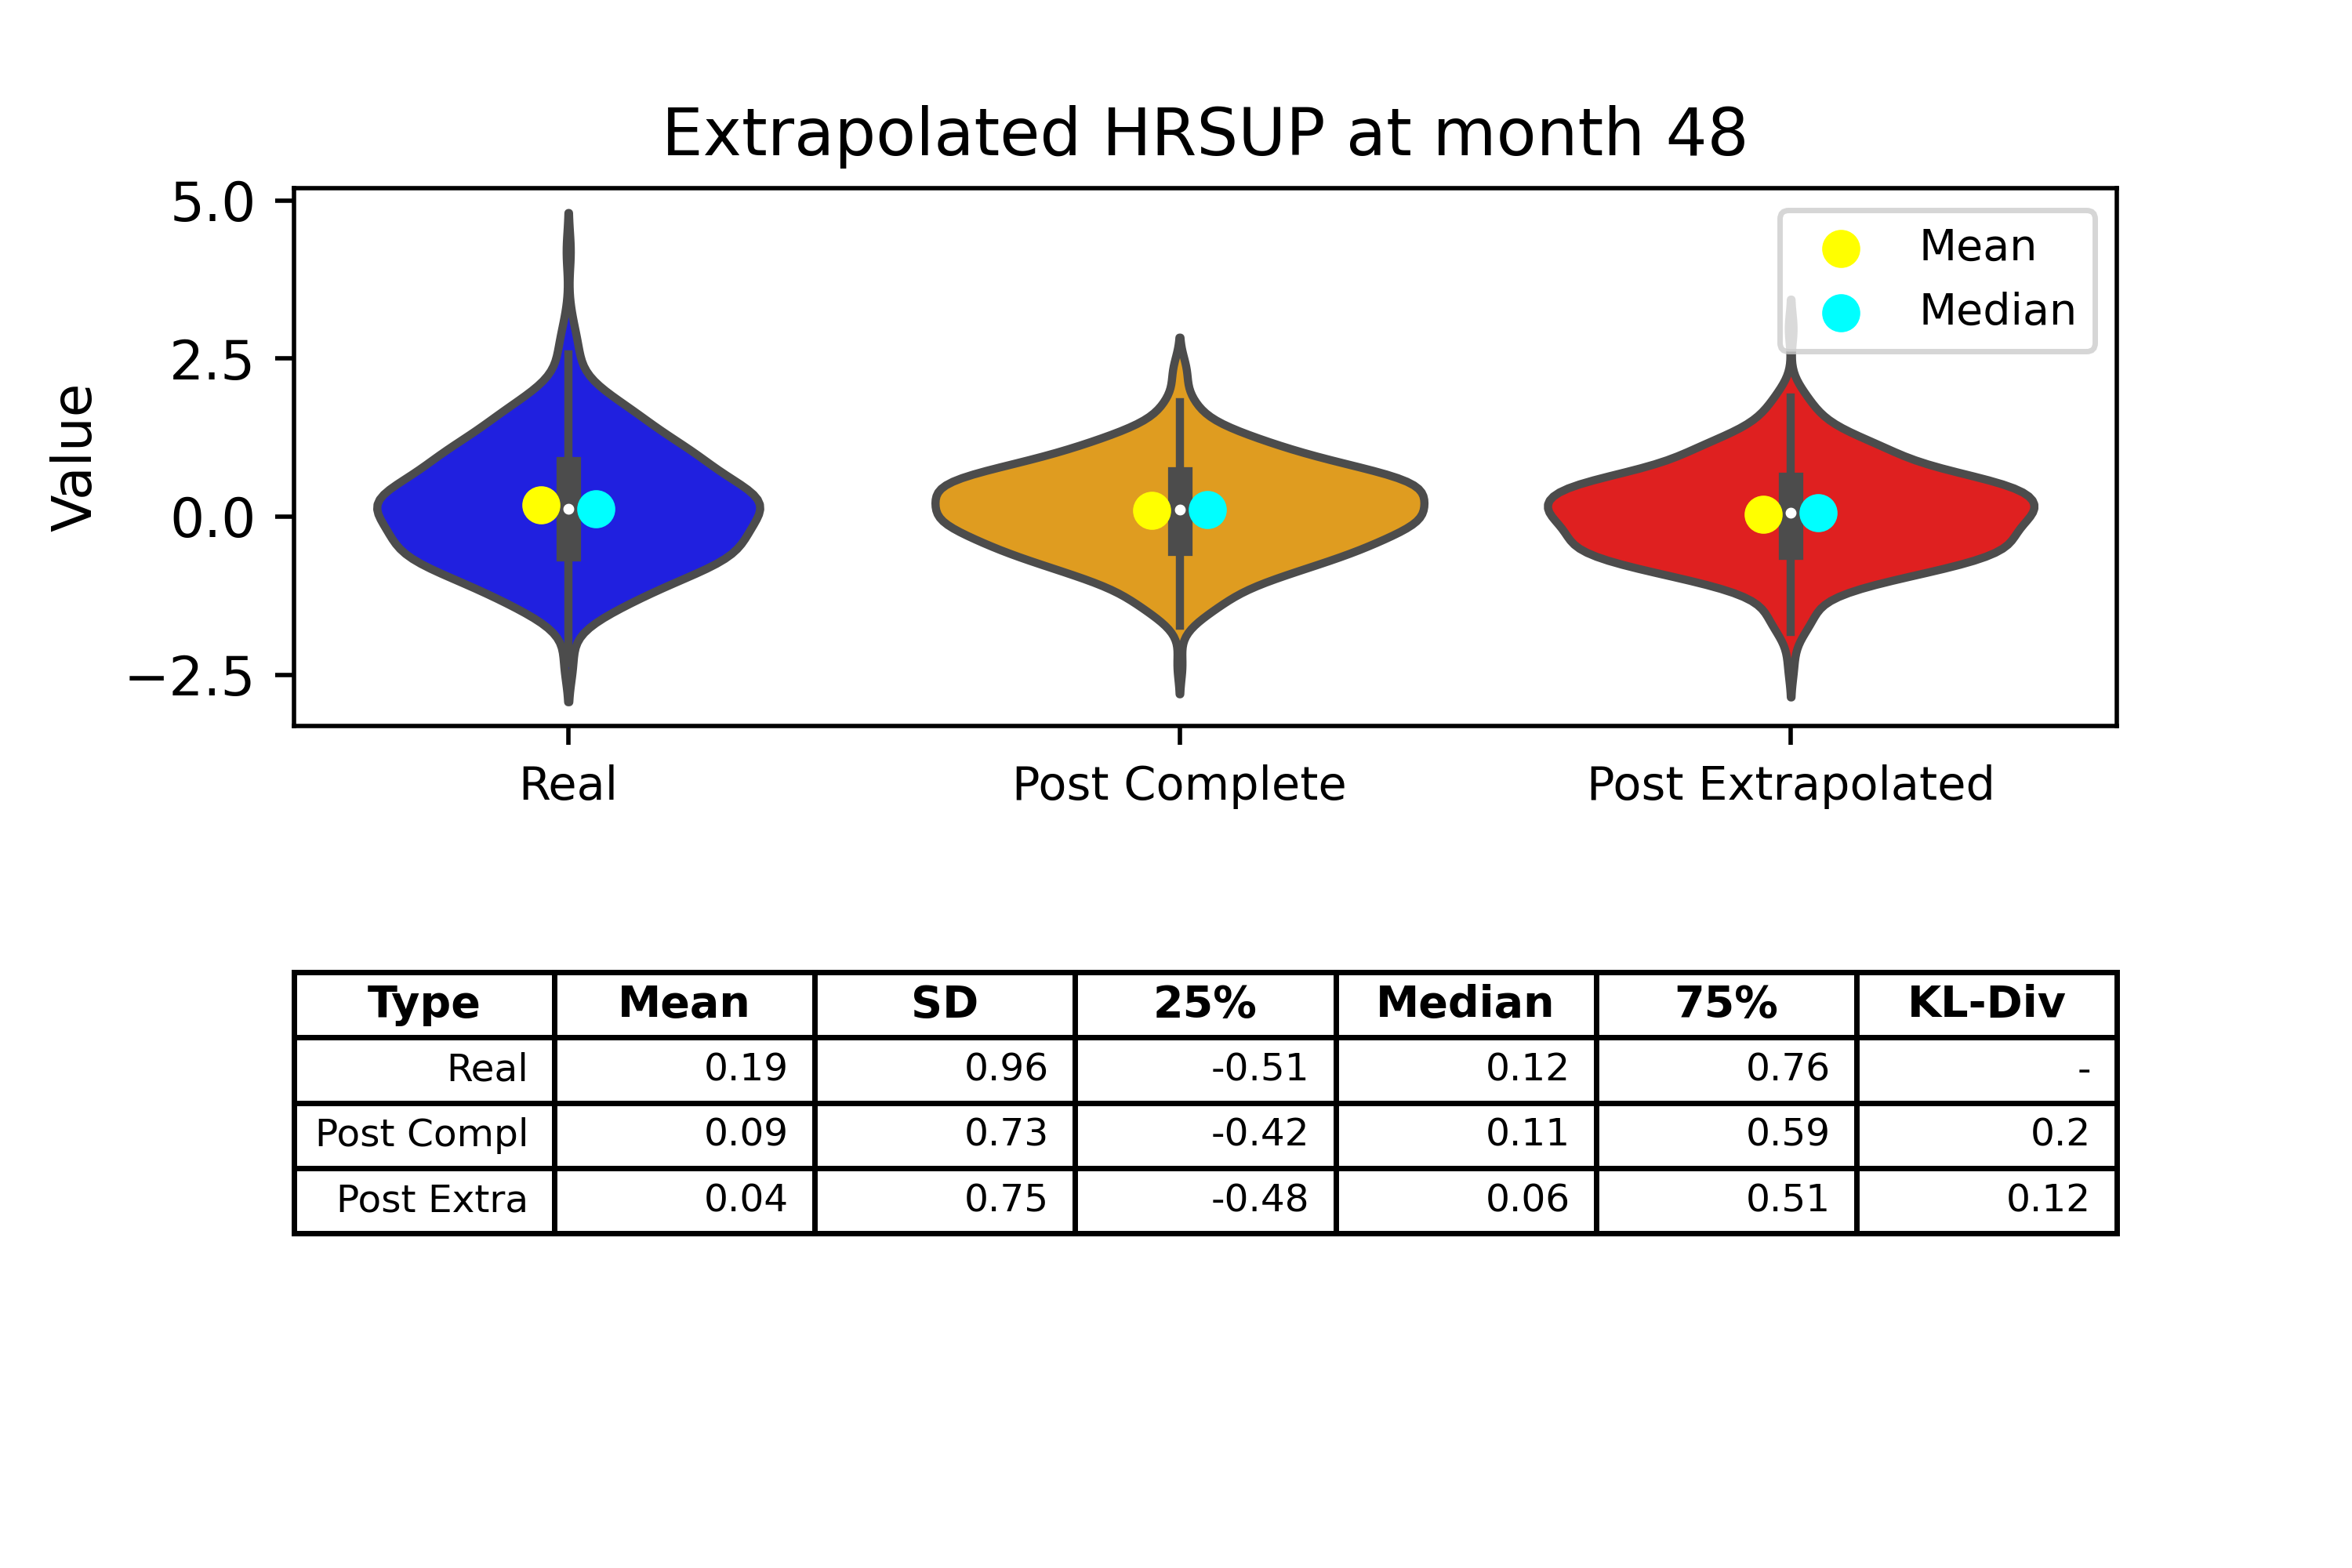 Extrapolated HRSUP at month 48
5.0
2.5
0.0
−2.5
Value
Mean
Median
Real Post Complete Post Extrapolated
Type Mean SD 25% Median 75% KL-Div
Real 0.19 0.96 -0.51 0.12 0.76 -
Post Compl 0.09 0.73 -0.42 0.11 0.59 0.2
Post Extra 0.04 0.75 -0.48 0.06 0.51 0.12